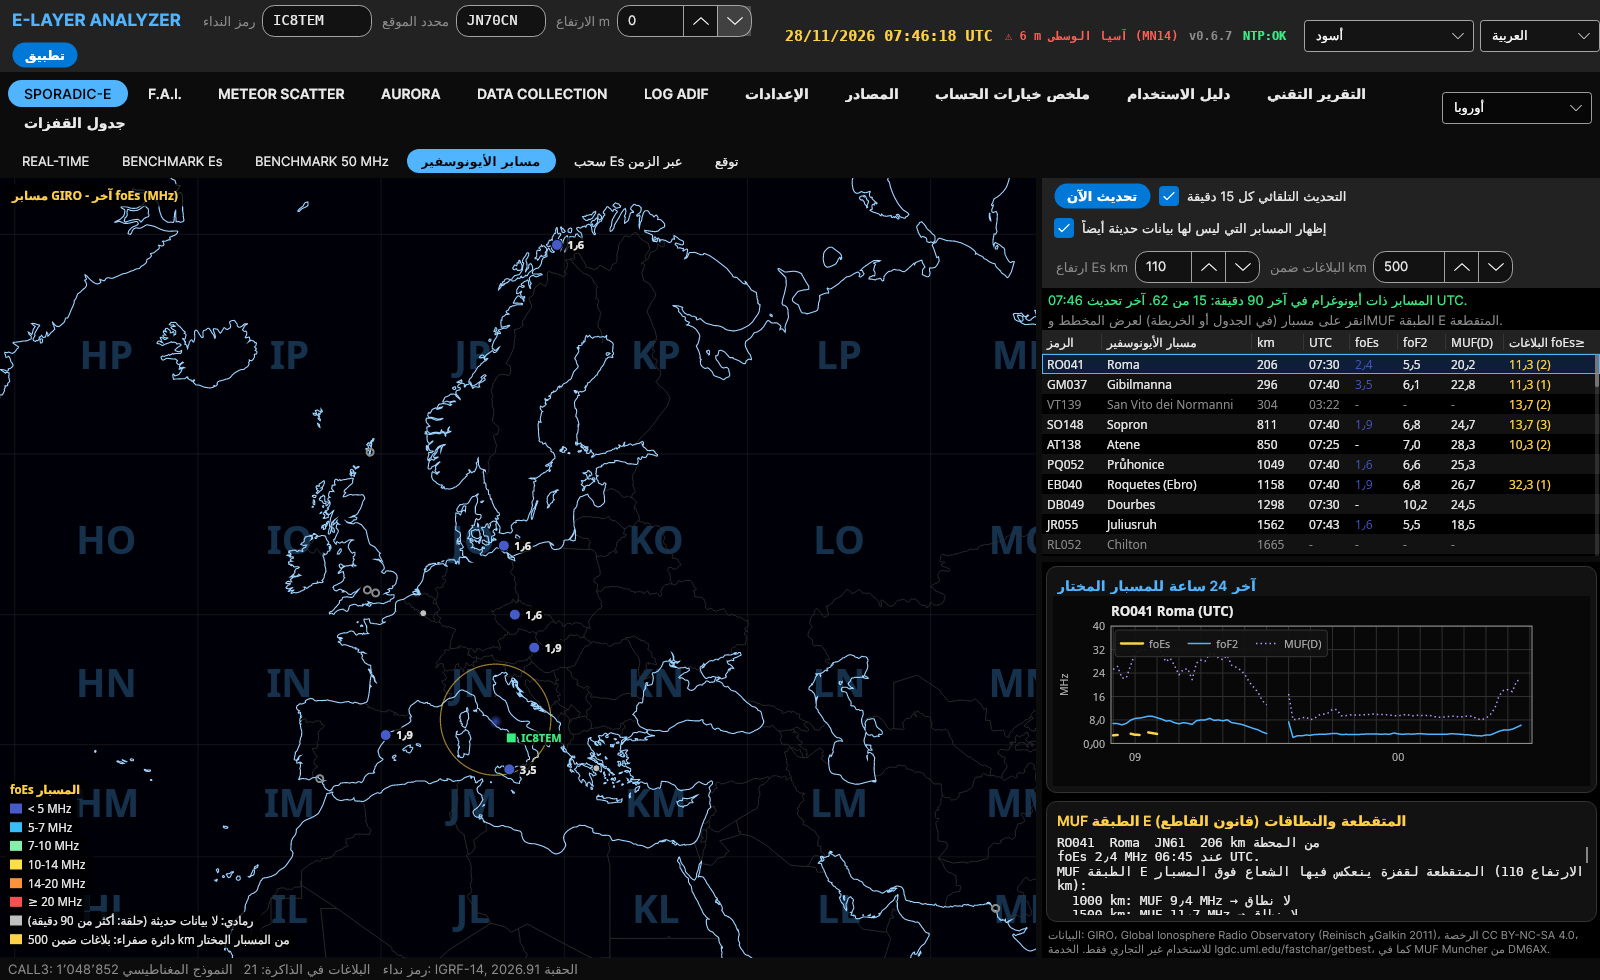 E-LAYER ANALYZER رمز النداء IC8TEM محدد الموقع JN70CN الارتفاع m 0
28/11/2026 07:46:18 UTC ⚠ 6 m آسيا الوسطى (MN14) v0.6.7 NTP:OK أسود العربية
تطبيق
SPORADIC-E F.A.I. METEOR SCATTER AURORA DATA COLLECTION LOG ADIF الإعدادات المصادر ملخص خيارات الحساب دليل الاستخدام التقرير التقني
جدول القفزات
أوروبا
REAL-TIME BENCHMARK Es BENCHMARK 50 MHz مسابر الأيونوسفير سحب Es عبر الزمن توقع
مسابر GIRO - آخر foEs (MHz)
HP IP JP KP LP
HO IO KO LO MO
HN IN JN KN LN MN
HM IM JM KM LM
IL JL KL
1٫6
1٫6
1٫6
1٫9
1٫9
IC8TEM
3٫5
المسبار foEs
< 5 MHz
5-7 MHz
7-10 MHz
10-14 MHz
14-20 MHz
≥ 20 MHz
رمادي: لا بيانات حديثة (حلقة: أكثر من 90 دقيقة)
دائرة صفراء: بلاغات ضمن 500 km من المسبار المختار
تحديث الآن التحديث التلقائي كل 15 دقيقة
إظهار المسابر التي ليس لها بيانات حديثة أيضاً
ارتفاع Es km 110 البلاغات ضمن km 500
المسابر ذات أيونوغرام في آخر 90 دقيقة: 15 من 62. آخر تحديث 07:46 UTC.
انقر على مسبار (في الجدول أو الخريطة) لعرض المخطط وMUF الطبقة E المتقطعة.
الرمز مسبار الأيونوسفير km UTC foEs foF2 MUF(D) البلاغات foEs≥
RO041 Roma 206 07:30 2٫4 5٫5 20٫2 11٫3 (2)
GM037 Gibilmanna 296 07:40 3٫5 6٫1 22٫8 11٫3 (1)
VT139 San Vito dei Normanni 304 03:22 - - - 13٫7 (2)
SO148 Sopron 811 07:40 1٫9 6٫8 24٫7 13٫7 (3)
AT138 Atene 850 07:25 - 7٫0 28٫3 10٫3 (2)
PQ052 Průhonice 1049 07:40 1٫6 6٫6 25٫3
EB040 Roquetes (Ebro) 1158 07:40 1٫9 6٫8 26٫7 32٫3 (1)
DB049 Dourbes 1298 07:30 - 10٫2 24٫5
JR055 Juliusruh 1562 07:43 1٫6 5٫5 18٫5
RL052 Chilton 1665 - - - -
آخر 24 ساعة للمسبار المختار
RO041 Roma (UTC)
foEs foF2 MUF(D)
MHz
40
32
24
16
8٫0
0٫00
09 00
MUF الطبقة E المتقطعة والنطاقات (قانون القاطع)
RO041 Roma JN61 206 km من المحطة
foEs 2٫4 MHz عند 06:45 UTC.
MUF الطبقة E المتقطعة لقفزة ينعكس فيها الشعاع فوق المسبار (الارتفاع 110
km):
1000 km: MUF 9٫4 MHz → لا نطاق
1500 km: MUF 11٫7 MHz → لا نطاق
البيانات: GIRO، Global Ionosphere Radio Observatory (Reinisch وGalkin 2011)، الرخصة CC BY-NC-SA 4.0،
للاستخدام غير التجاري فقط. الخدمة lgdc.uml.edu/fastchar/getbest، كما في MUF Muncher من DM6AX.
CALL3: 1٬048٬852 رمز نداء البلاغات في الذاكرة: 21 النموذج المغناطيسي: IGRF-14, الحقبة 2026.91